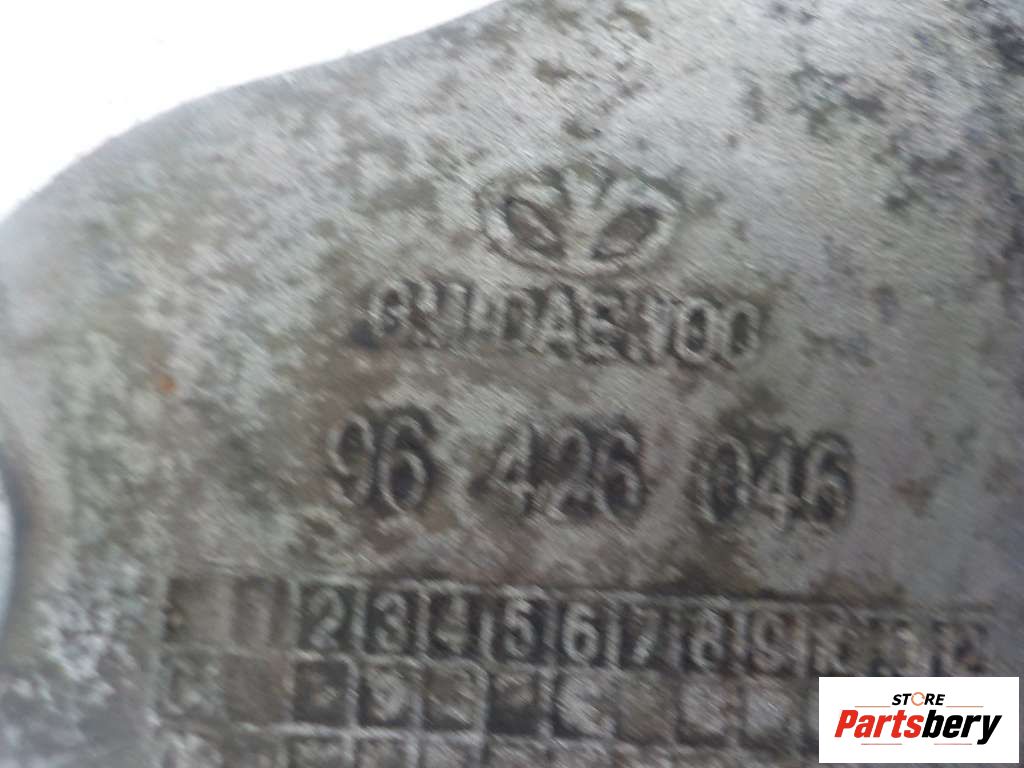 GM DAEWOO
96 426 046
2 3 4 5 6 7 8 9
STORE
Partsbery